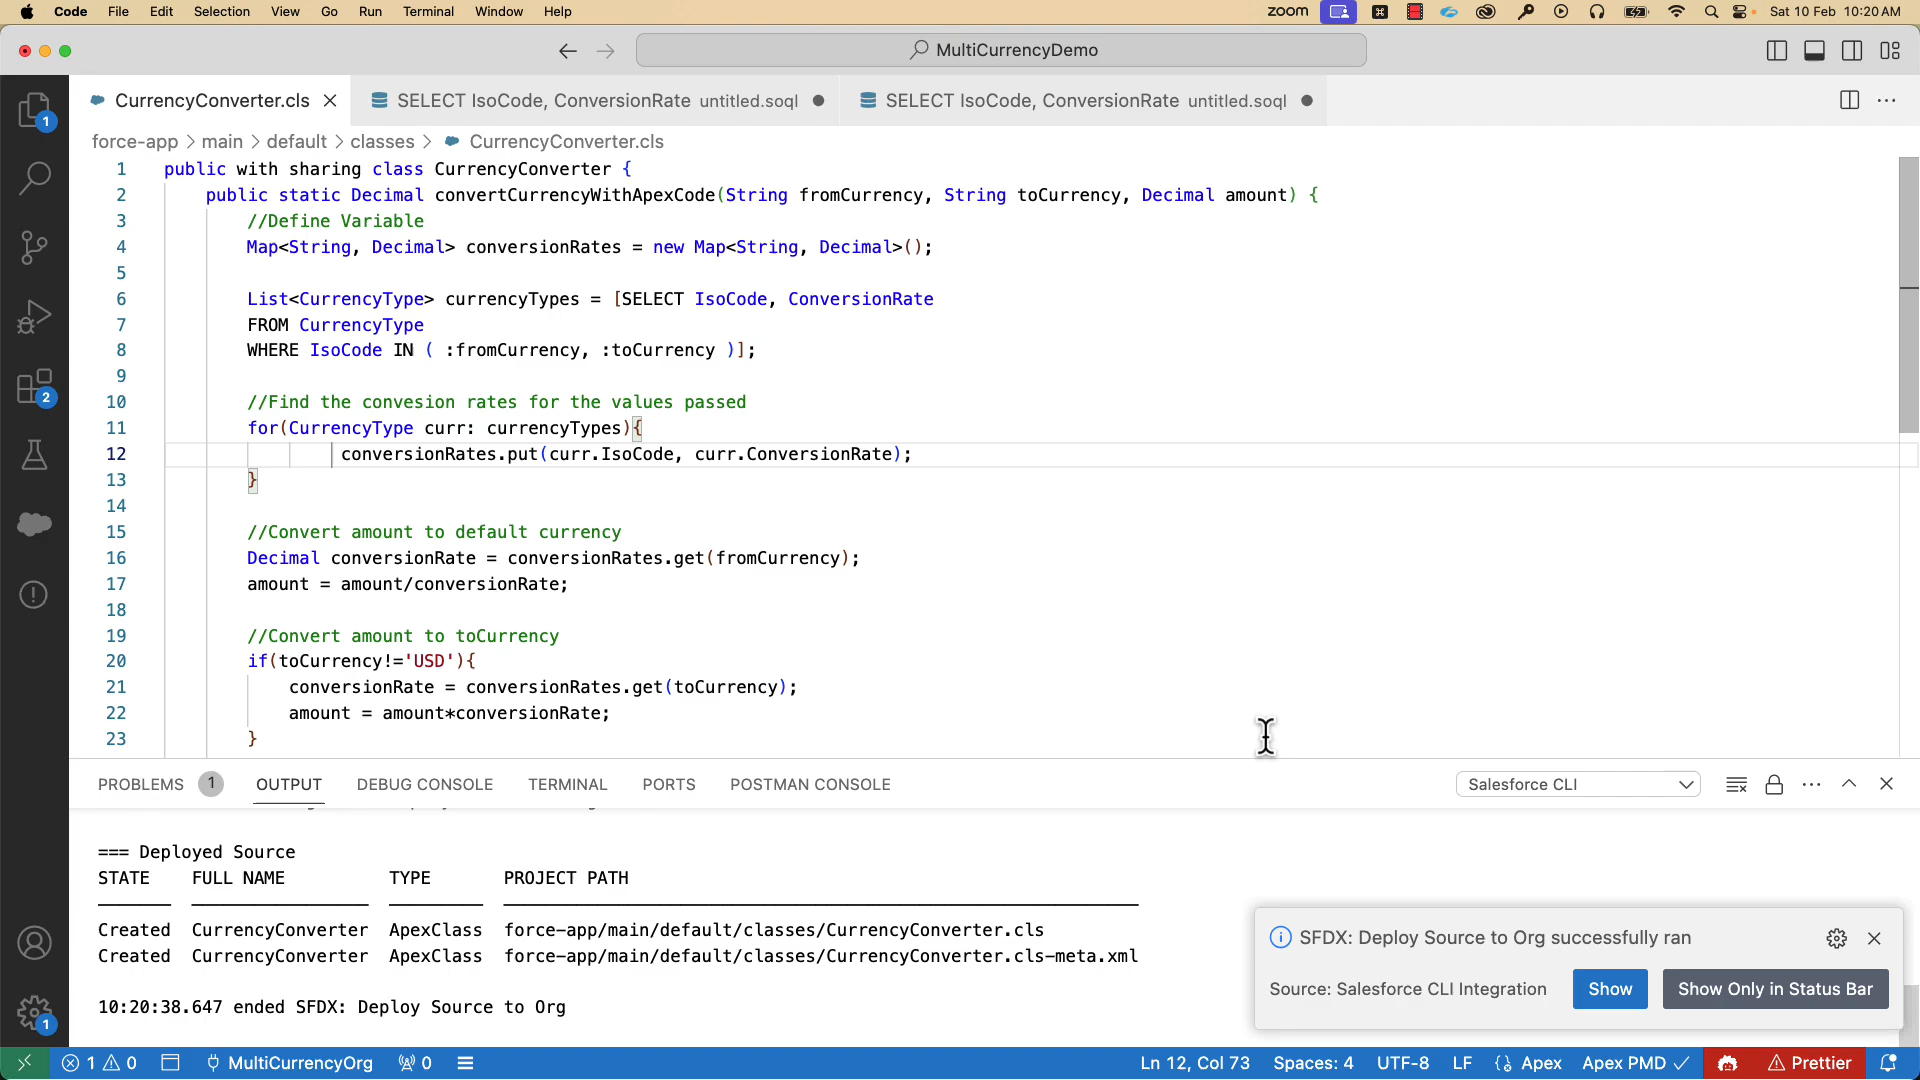 Code File Edit Selection View Go Run Terminal Window Help zoom Sat 10 Feb 10:20 AM
MultiCurrencyDemo
CurrencyConverter.cls SELECT IsoCode, ConversionRate untitled.soql SELECT IsoCode, ConversionRate untitled.soql
force-app > main > default > classes > CurrencyConverter.cls
1 public with sharing class CurrencyConverter {
2 public static Decimal convertCurrencyWithApexCode(String fromCurrency, String toCurrency, Decimal amount) {
3 //Define Variable
4 Map<String, Decimal> conversionRates = new Map<String, Decimal>();
5
6 List<CurrencyType> currencyTypes = [SELECT IsoCode, ConversionRate
7 FROM CurrencyType
8 WHERE IsoCode IN ( :fromCurrency, :toCurrency )];
9
10 //Find the convesion rates for the values passed
11 for(CurrencyType curr: currencyTypes){
12 conversionRates.put(curr.IsoCode, curr.ConversionRate);
13 }
14
15 //Convert amount to default currency
16 Decimal conversionRate = conversionRates.get(fromCurrency);
17 amount = amount/conversionRate;
18
19 //Convert amount to toCurrency
20 if(toCurrency!='USD'){
21 conversionRate = conversionRates.get(toCurrency);
22 amount = amount*conversionRate;
23 }
1
2
1
PROBLEMS 1 OUTPUT DEBUG CONSOLE TERMINAL PORTS POSTMAN CONSOLE Salesforce CLI
=== Deployed Source
STATE FULL NAME TYPE PROJECT PATH
Created CurrencyConverter ApexClass force-app/main/default/classes/CurrencyConverter.cls
Created CurrencyConverter ApexClass force-app/main/default/classes/CurrencyConverter.cls-meta.xml
10:20:38.647 ended SFDX: Deploy Source to Org
SFDX: Deploy Source to Org successfully ran
Source: Salesforce CLI Integration Show Show Only in Status Bar
1 0 MultiCurrencyOrg 0 Ln 12, Col 73 Spaces: 4 UTF-8 LF {} Apex Apex PMD Prettier